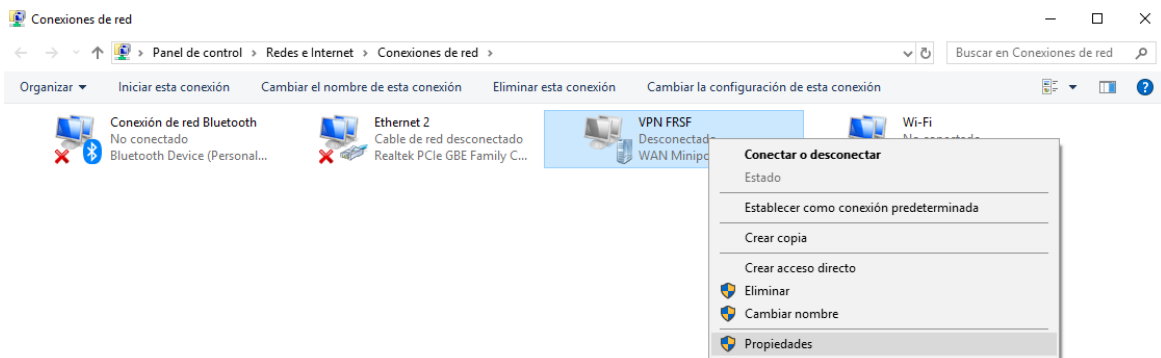 Conexiones de red
Panel de control > Redes e Internet > Conexiones de red >
Buscar en Conexiones de red
Organizar
Iniciar esta conexión
Cambiar el nombre de esta conexión
Eliminar esta conexión
Cambiar la configuración de esta conexión
Conexión de red Bluetooth
No conectado
Bluetooth Device (Personal...
Ethernet 2
Cable de red desconectado
Realtek PCIe GBE Family C...
VPN FRSF
Desconectado
WAN Minipo
Wi-Fi
No conectado
Conectar o desconectar
Estado
Establecer como conexión predeterminada
Crear copia
Crear acceso directo
Eliminar
Cambiar nombre
Propiedades